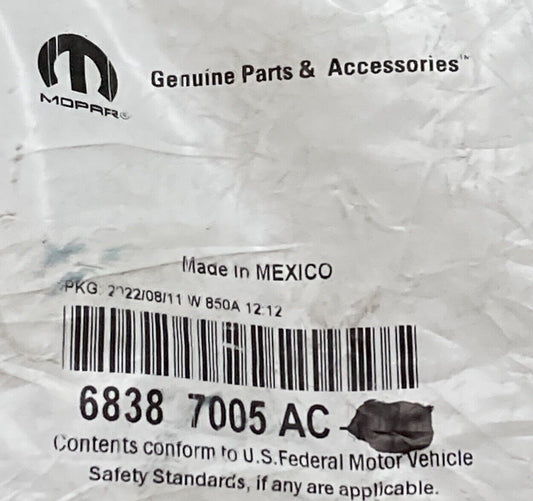 MOPAR®
Genuine Parts & Accessories™
Made in MEXICO
PKG: 2022/08/11 W 850A 12:12
6838 7005 AC
Contents conform to U.S.Federal Motor Vehicle
Safety Standards, if any are applicable.